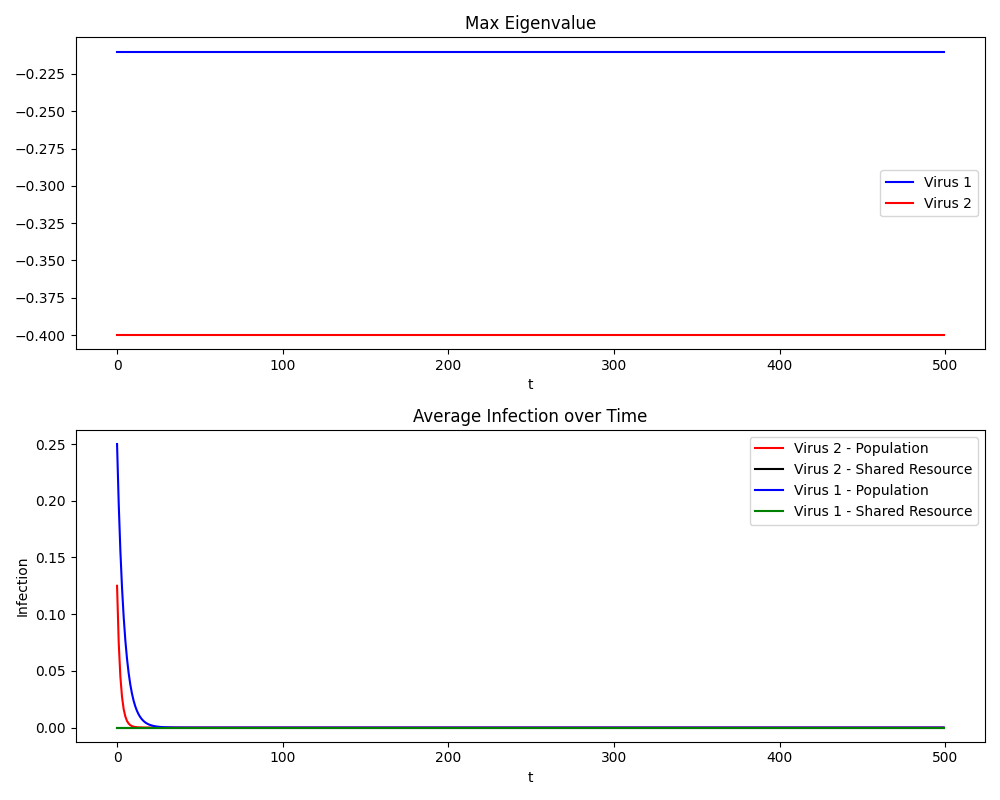 Max Eigenvalue
−0.225
−0.250
−0.275
−0.300
−0.325
−0.350
−0.375
−0.400
Virus 1
Virus 2
0 100 200 300 400 500
t
Average Infection over Time
Infection
0.25
0.20
0.15
0.10
0.05
0.00
Virus 2 - Population
Virus 2 - Shared Resource
Virus 1 - Population
Virus 1 - Shared Resource
0 100 200 300 400 500
t